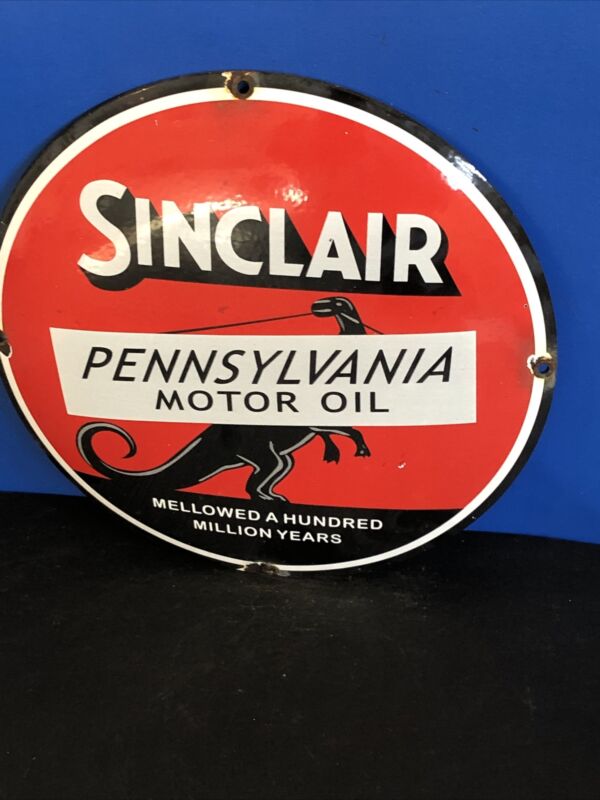 SINCLAIR
PENNSYLVANIA
MOTOR OIL
MELLOWED A HUNDRED
MILLION YEARS